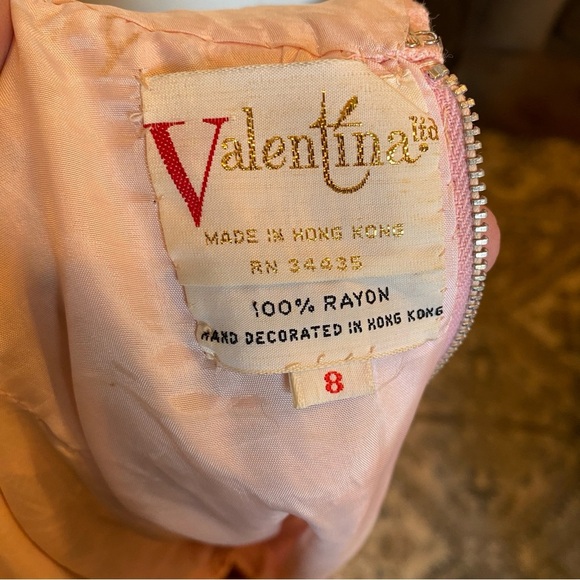 Valentina ltd
MADE IN HONG KONG
RN 34435
100% RAYON
HAND DECORATED IN HONG KONG
8